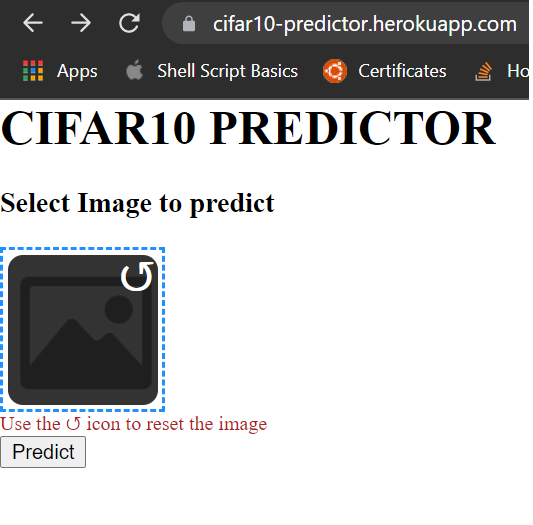 cifar10-predictor.herokuapp.com
Apps Shell Script Basics Certificates Ho
CIFAR10 PREDICTOR
Select Image to predict
↺
Use the ↺ icon to reset the image
Predict